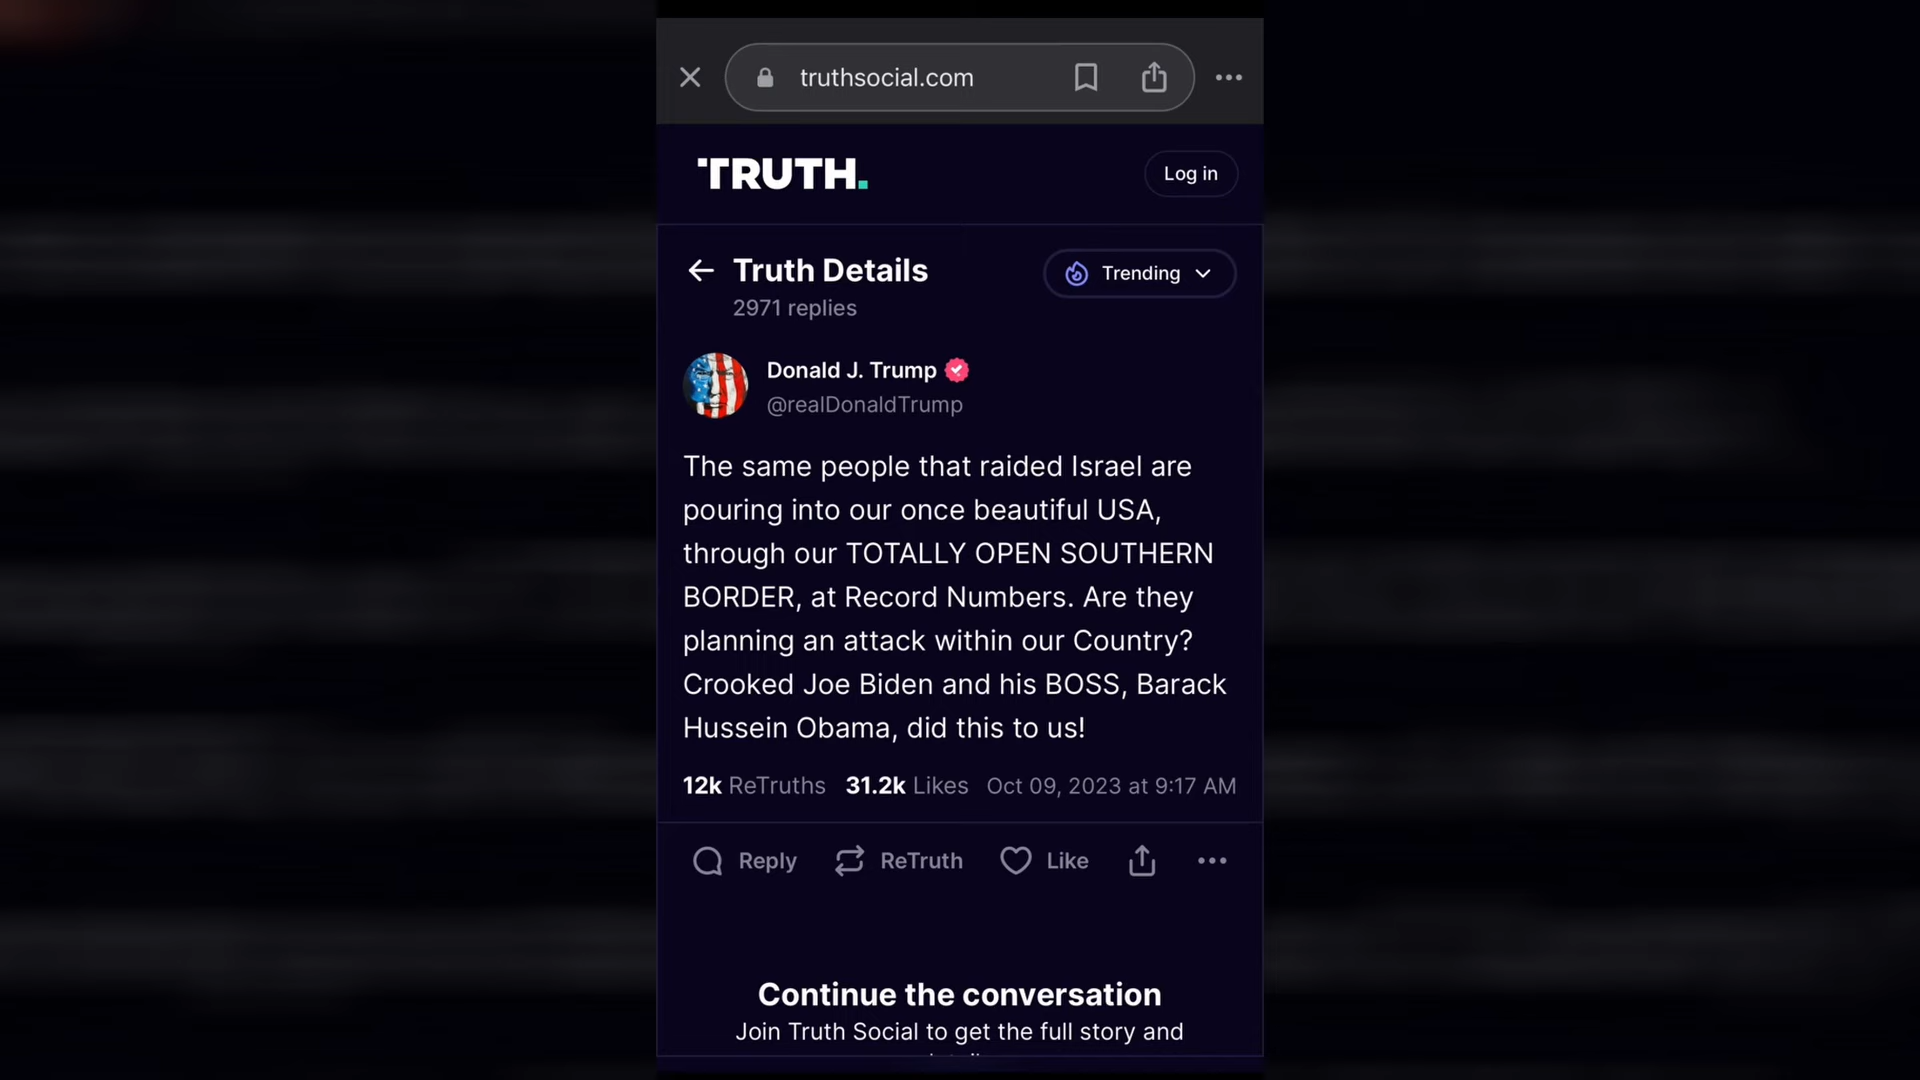 truthsocial.com
TRUTH.
Log in
Truth Details
Trending
2971 replies
Donald J. Trump
@realDonaldTrump
The same people that raided Israel are
pouring into our once beautiful USA,
through our TOTALLY OPEN SOUTHERN
BORDER, at Record Numbers. Are they
planning an attack within our Country?
Crooked Joe Biden and his BOSS, Barack
Hussein Obama, did this to us!
12k ReTruths 31.2k Likes Oct 09, 2023 at 9:17 AM
Reply ReTruth Like
Continue the conversation
Join Truth Social to get the full story and